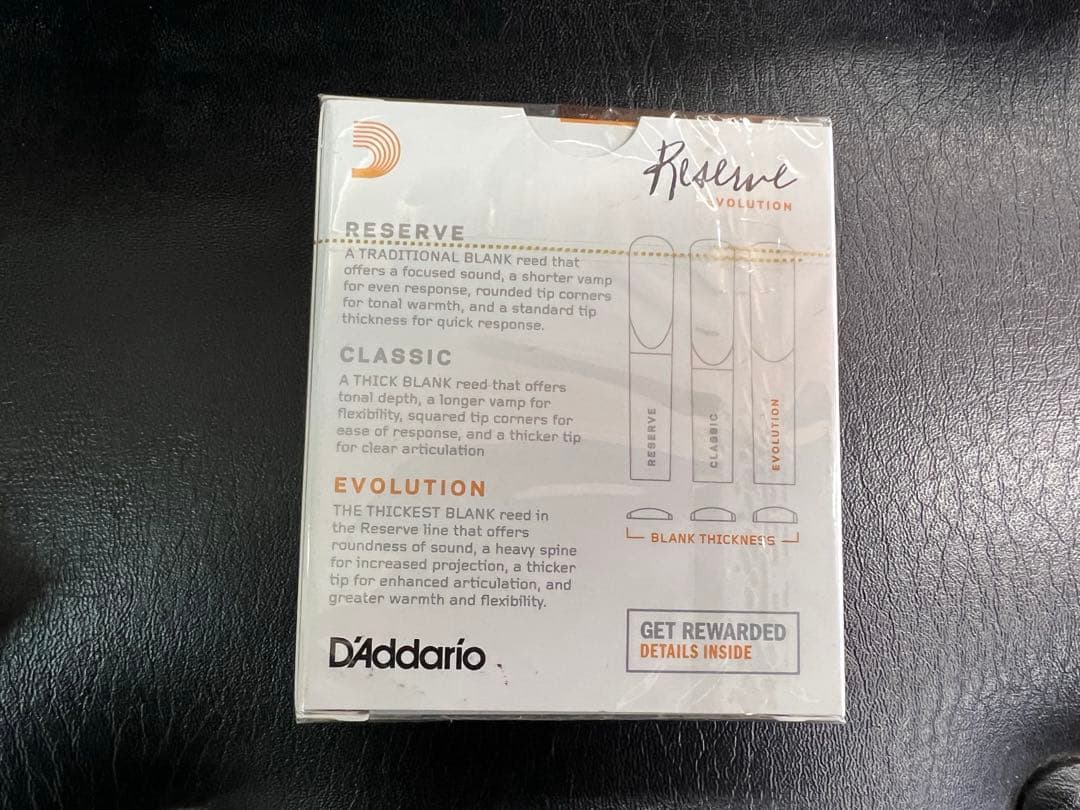 Reserve
EVOLUTION
RESERVE
A TRADITIONAL BLANK reed that
offers a focused sound, a shorter vamp
for even response, rounded tip corners
for tonal warmth, and a standard tip
thickness for quick response.
CLASSIC
A THICK BLANK reed that offers
tonal depth, a longer vamp for
flexibility, squared tip corners for
ease of response, and a thicker tip
for clear articulation
EVOLUTION
THE THICKEST BLANK reed in
the Reserve line that offers
roundness of sound, a heavy spine
for increased projection, a thicker
tip for enhanced articulation, and
greater warmth and flexibility.
RESERVE
CLASSIC
EVOLUTION
BLANK THICKNESS
D'Addario
GET REWARDED
DETAILS INSIDE